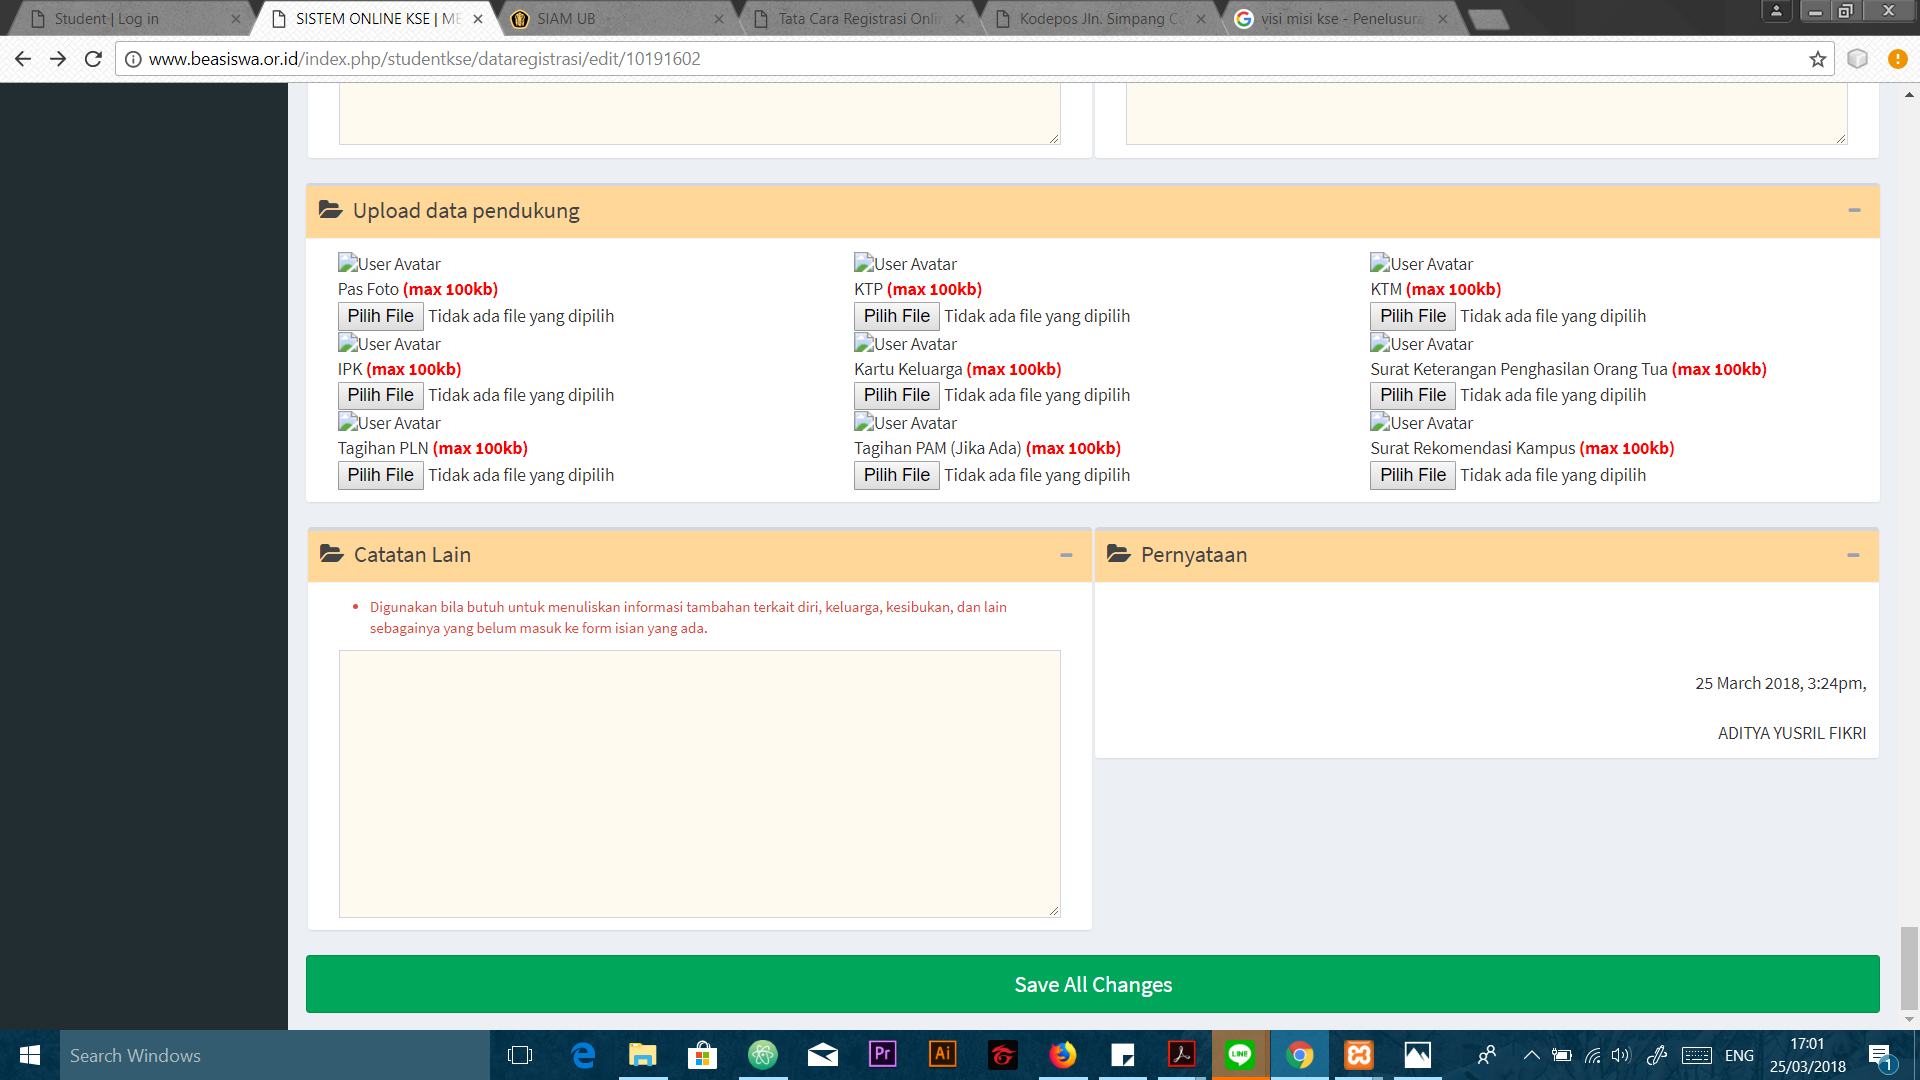 Student | Log in
SISTEM ONLINE KSE | ME
SIAM UB
Tata Cara Registrasi Onlin
Kodepos Jln. Simpang Ca
visi misi kse - Penelusura
www.beasiswa.or.id/index.php/studentkse/dataregistrasi/edit/10191602
Upload data pendukung
User Avatar
User Avatar
User Avatar
Pas Foto (max 100kb)
KTP (max 100kb)
KTM (max 100kb)
Pilih File Tidak ada file yang dipilih
Pilih File Tidak ada file yang dipilih
Pilih File Tidak ada file yang dipilih
User Avatar
User Avatar
User Avatar
IPK (max 100kb)
Kartu Keluarga (max 100kb)
Surat Keterangan Penghasilan Orang Tua (max 100kb)
Pilih File Tidak ada file yang dipilih
Pilih File Tidak ada file yang dipilih
Pilih File Tidak ada file yang dipilih
User Avatar
User Avatar
User Avatar
Tagihan PLN (max 100kb)
Tagihan PAM (Jika Ada) (max 100kb)
Surat Rekomendasi Kampus (max 100kb)
Pilih File Tidak ada file yang dipilih
Pilih File Tidak ada file yang dipilih
Pilih File Tidak ada file yang dipilih
Catatan Lain
Digunakan bila butuh untuk menuliskan informasi tambahan terkait diri, keluarga, kesibukan, dan lain
sebagainya yang belum masuk ke form isian yang ada.
Pernyataan
25 March 2018, 3:24pm,
ADITYA YUSRIL FIKRI
Save All Changes
Search Windows
Pr
Ai
LINE
ENG
17:01
25/03/2018
1